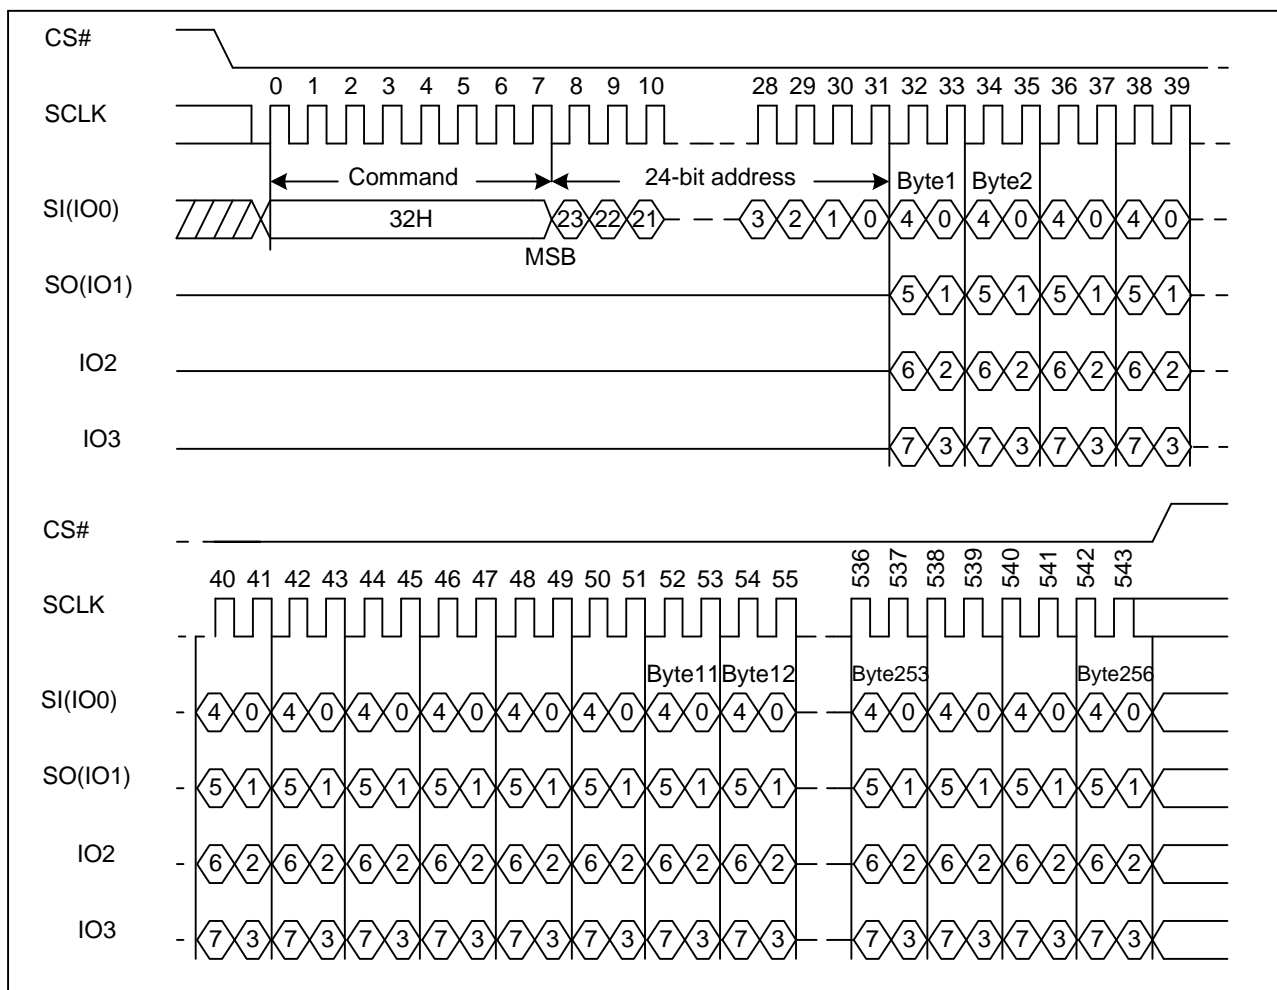 CS#
0 1 2 3 4 5 6 7 8 9 10 28 29 30 31 32 33 34 35 36 37 38 39
SCLK
Command 24-bit address Byte1 Byte2
SI(IO0) 32H 23 22 21 3 2 1 0 4 0 4 0 4 0 4 0
MSB
SO(IO1) 5 1 5 1 5 1 5 1
IO2 6 2 6 2 6 2 6 2
IO3 7 3 7 3 7 3 7 3
CS#
40 41 42 43 44 45 46 47 48 49 50 51 52 53 54 55 536 537 538 539 540 541 542 543
SCLK
Byte11 Byte12 Byte253 Byte256
SI(IO0) 4 0 4 0 4 0 4 0 4 0 4 0 4 0 4 0 4 0 4 0 4 0 4 0
SO(IO1) 5 1 5 1 5 1 5 1 5 1 5 1 5 1 5 1 5 1 5 1 5 1 5 1
IO2 6 2 6 2 6 2 6 2 6 2 6 2 6 2 6 2 6 2 6 2 6 2 6 2
IO3 7 3 7 3 7 3 7 3 7 3 7 3 7 3 7 3 7 3 7 3 7 3 7 3